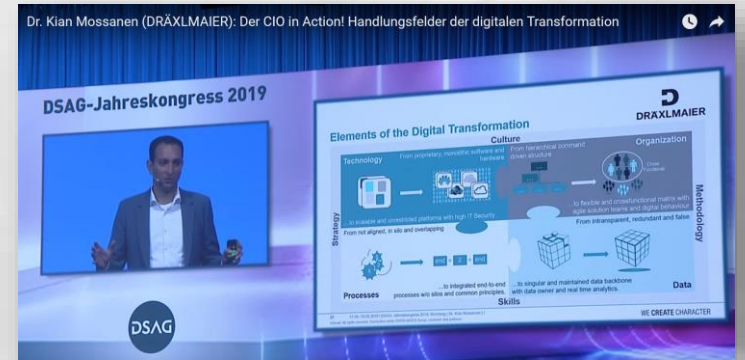 Dr. Kian Mossanen (DRÄXLMAIER): Der CIO in Action! Handlungsfelder der digitalen Transformation
DSAG-Jahreskongress 2019
DRÄXLMAIER
Elements of the Digital Transformation
Culture
Technology
From proprietary, monolithic software and
hardware
From hierarchical command
driven structure
Organization
Cross
Functional
...to scalable and unrestricted platforms with high IT Security
...to flexible and crossfunctional matrix with
agile solution teams and digital behaviour
Strategy
Methodology
From not aligned, in silo and overlapping
From intransparent, redundant and false
end
2
end
...to integrated end-to-end
processes w/o silos and common principles.
Processes
...to singular and maintained data backbone
with data owner and real time analytics.
Data
Skills
WE CREATE CHARACTER
DSAG